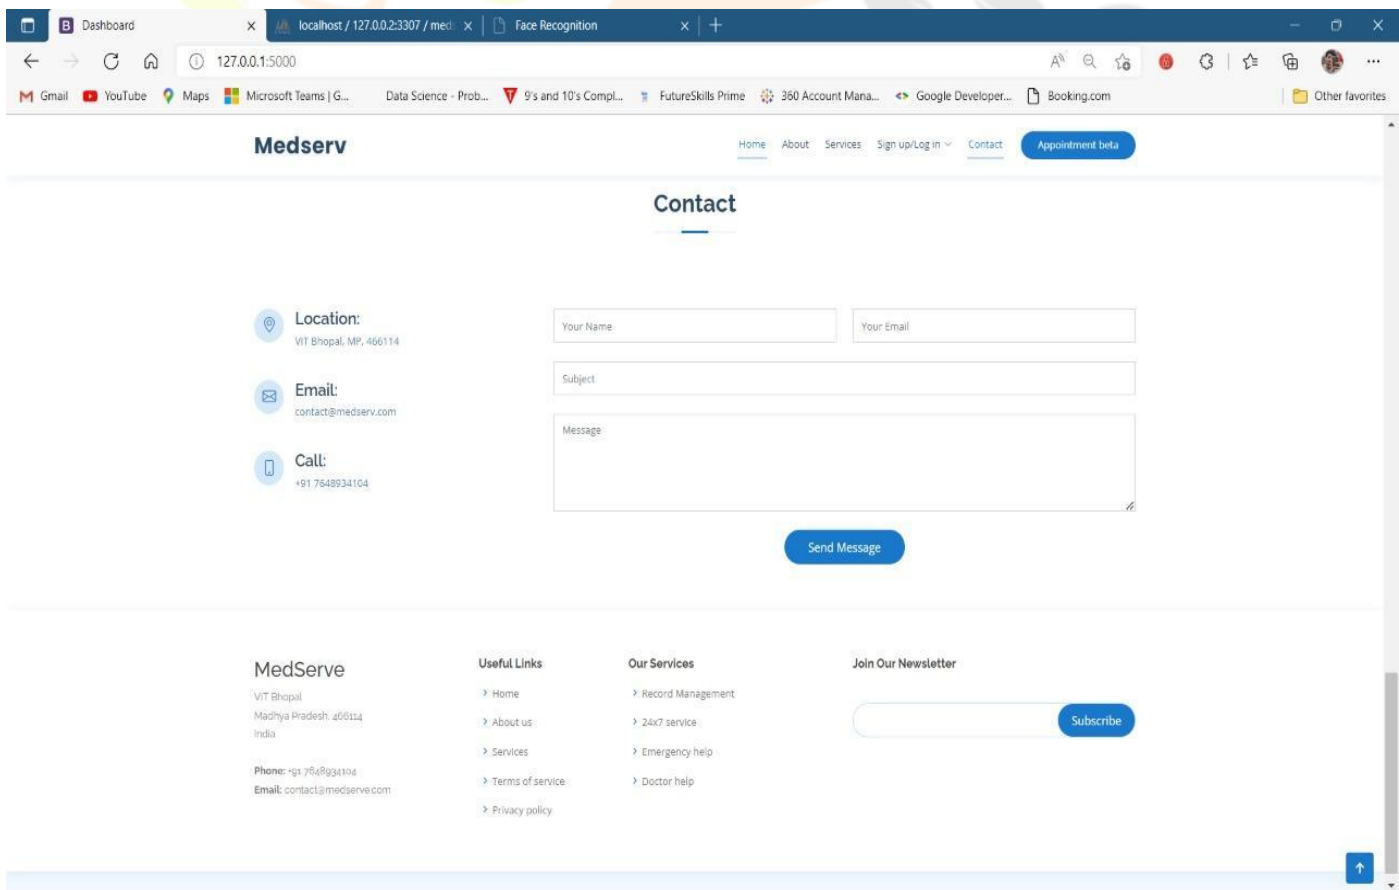 Dashboard
localhost / 127.0.0.2:3307 / med
Face Recognition
127.0.0.1:5000
Gmail
YouTube
Maps
Microsoft Teams | G...
Data Science - Prob...
9's and 10's Compl...
FutureSkills Prime
360 Account Mana...
Google Developer...
Booking.com
Other favorites
Medserv
Home
About
Services
Sign up/Log in
Contact
Appointment beta
Contact
Location:
VIT Bhopal, MP, 466114
Email:
contact@medserv.com
Call:
+91 7648934104
Your Name
Your Email
Subject
Message
Send Message
MedServe
VIT Bhopal
Madhya Pradesh, 466114
India
Phone: +91 7648934104
Email: contact@medserve.com
Useful Links
Home
About us
Services
Terms of service
Privacy policy
Our Services
Record Management
24x7 service
Emergency help
Doctor help
Join Our Newsletter
Subscribe